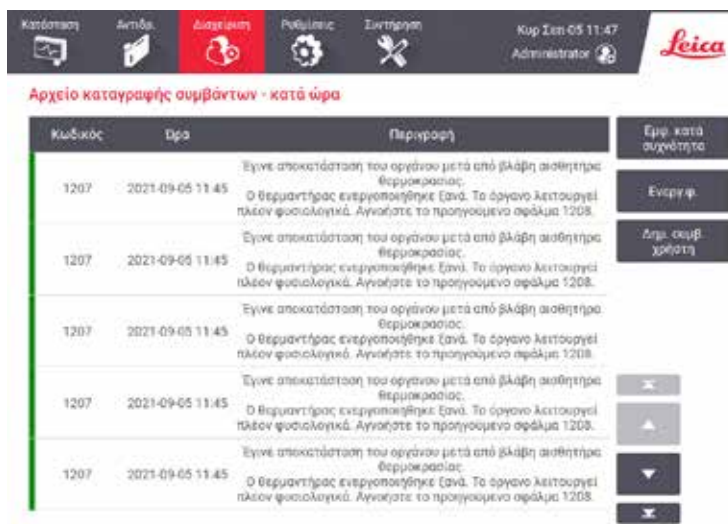 Κατάσταση Αντιδρ. Διαχείριση Ρυθμίσεις Συντήρηση
Κυρ Σεπ 05 11:47
Administrator
Leica
Αρχείο καταγραφής συμβάντων - κατά ώρα
Κωδικός Ώρα Περιγραφή
Εμφ. κατά
συχνότητα
Ενεργ.φ.
Δημ. συμβ.
χρήστη
Έγινε αποκατάσταση του οργάνου μετά από βλάβη αισθητήρα
θερμοκρασίας.
1207 2021-09-05 11:45
Ο θερμαντήρας ενεργοποιήθηκε ξανά. Το όργανο λειτουργεί
πλέον φυσιολογικά. Αγνοήστε το προηγούμενο σφάλμα 1208.
Έγινε αποκατάσταση του οργάνου μετά από βλάβη αισθητήρα
θερμοκρασίας.
1207 2021-09-05 11:45
Ο θερμαντήρας ενεργοποιήθηκε ξανά. Το όργανο λειτουργεί
πλέον φυσιολογικά. Αγνοήστε το προηγούμενο σφάλμα 1208.
Έγινε αποκατάσταση του οργάνου μετά από βλάβη αισθητήρα
θερμοκρασίας.
1207 2021-09-05 11:45
Ο θερμαντήρας ενεργοποιήθηκε ξανά. Το όργανο λειτουργεί
πλέον φυσιολογικά. Αγνοήστε το προηγούμενο σφάλμα 1208.
Έγινε αποκατάσταση του οργάνου μετά από βλάβη αισθητήρα
θερμοκρασίας.
1207 2021-09-05 11:45
Ο θερμαντήρας ενεργοποιήθηκε ξανά. Το όργανο λειτουργεί
πλέον φυσιολογικά. Αγνοήστε το προηγούμενο σφάλμα 1208.
Έγινε αποκατάσταση του οργάνου μετά από βλάβη αισθητήρα
θερμοκρασίας.
1207 2021-09-05 11:45
Ο θερμαντήρας ενεργοποιήθηκε ξανά. Το όργανο λειτουργεί
πλέον φυσιολογικά. Αγνοήστε το προηγούμενο σφάλμα 1208.